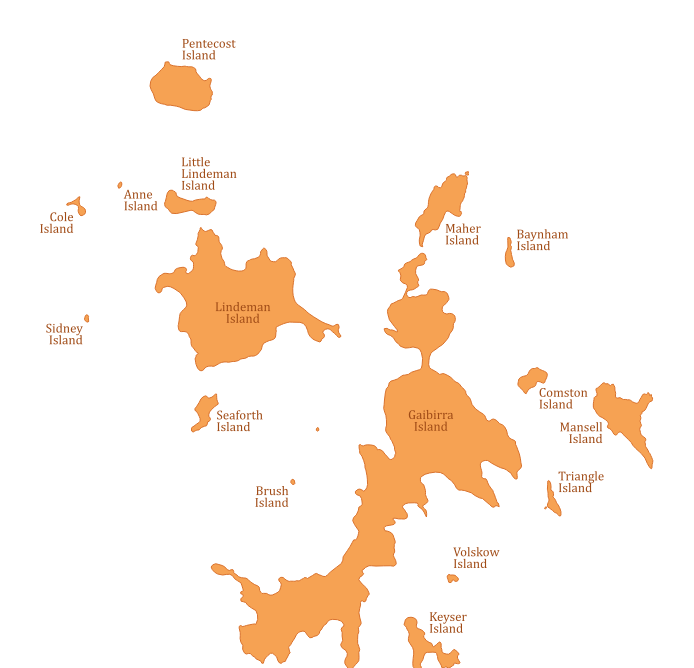 Pentecost
Island
Little
Lindeman
Island
Anne
Island
Cole
Island
Maher
Island
Baynham
Island
Lindeman
Island
Sidney
Island
Comston
Island
Seaforth
Island
Gaibirra
Island
Mansell
Island
Triangle
Island
Brush
Island
Volskow
Island
Keyser
Island